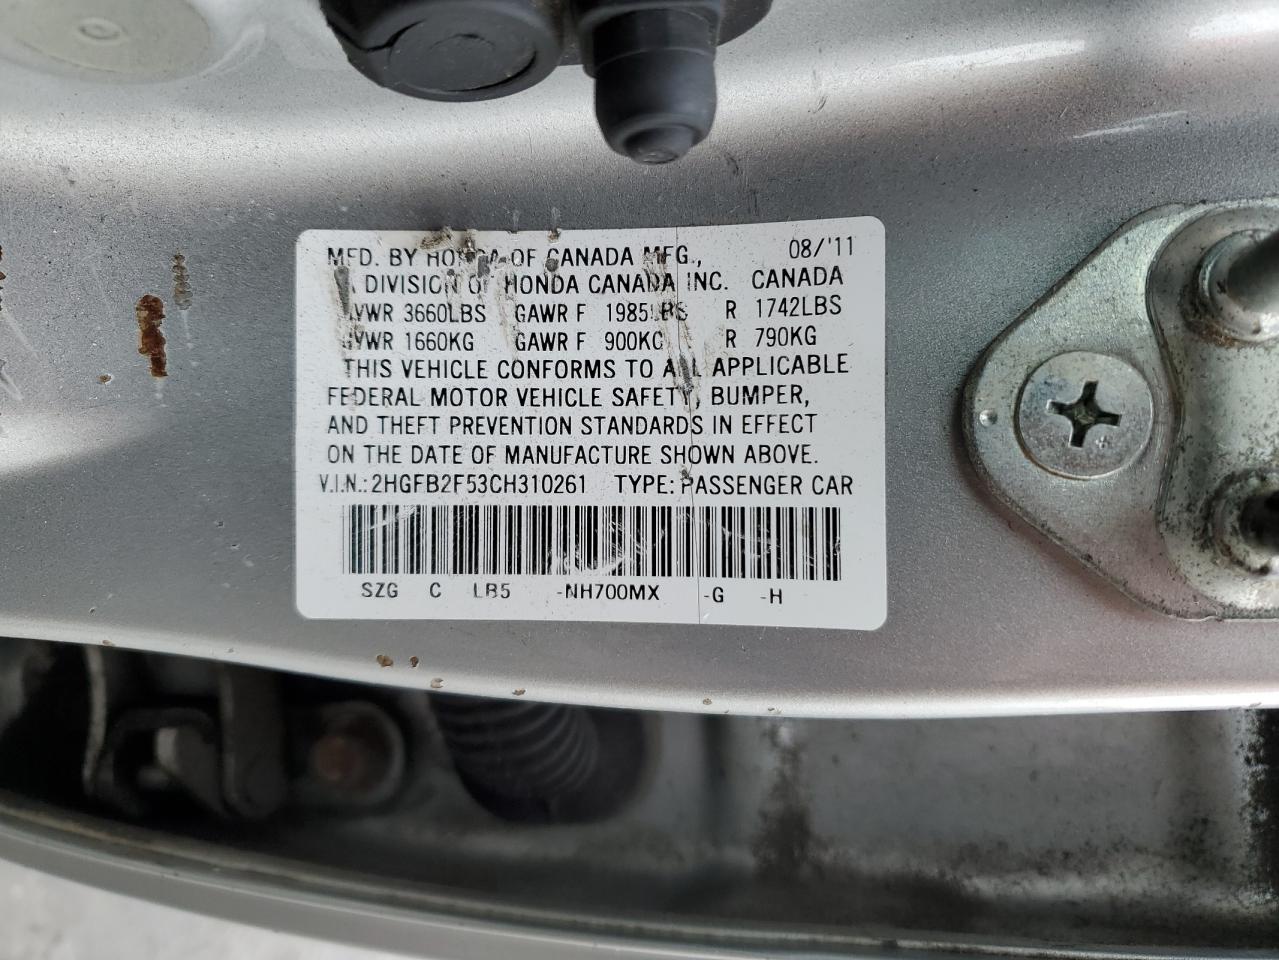 MFD. BY HONDA OF CANADA MFG., 08/'11
A DIVISION OF HONDA CANADA INC. CANADA
GVWR 3660LBS GAWR F 1985LBS R 1742LBS
GVWR 1660KG GAWR F 900KG R 790KG
THIS VEHICLE CONFORMS TO ALL APPLICABLE
FEDERAL MOTOR VEHICLE SAFETY, BUMPER,
AND THEFT PREVENTION STANDARDS IN EFFECT
ON THE DATE OF MANUFACTURE SHOWN ABOVE.
V.I.N.:2HGFB2F53CH310261 TYPE: PASSENGER CAR
SZG C LB5 -NH700MX -G -H